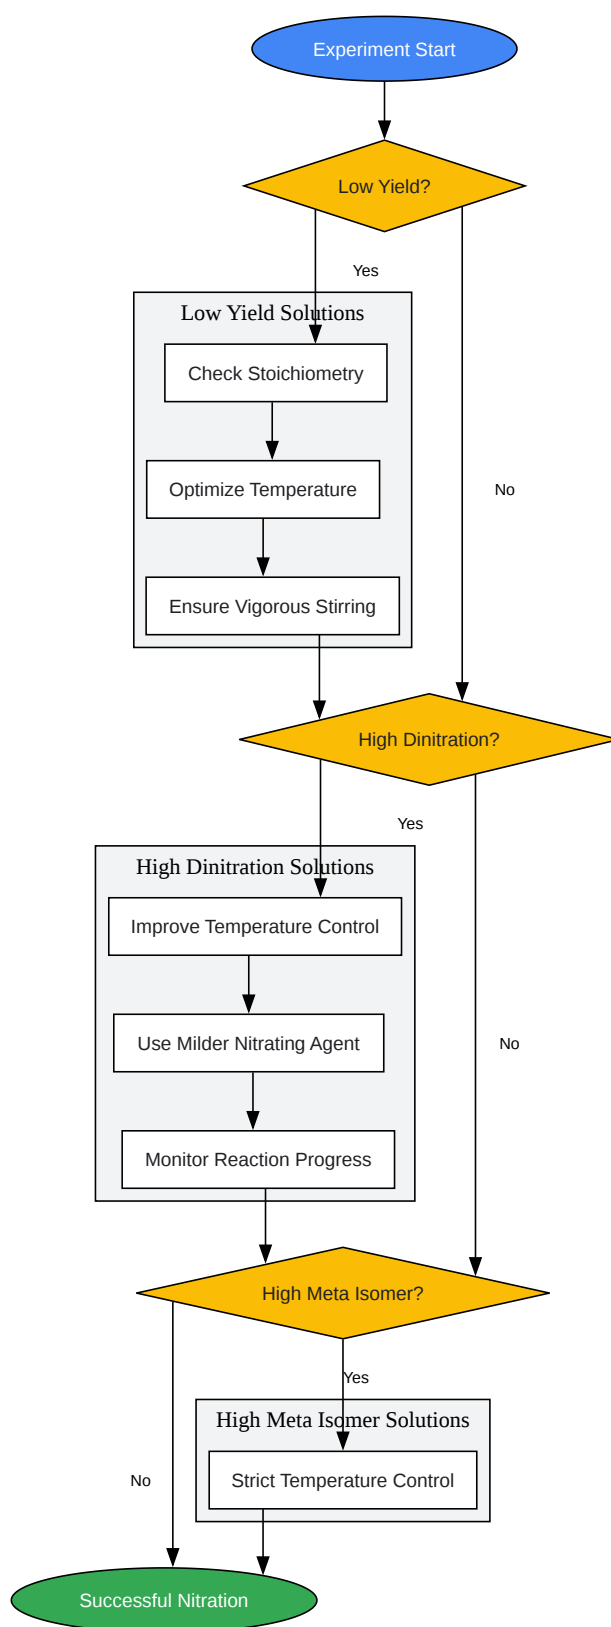 Experiment Start
Low Yield?
Yes
Low Yield Solutions
Check Stoichiometry
Optimize Temperature
No
Ensure Vigorous Stirring
High Dinitration?
Yes
High Dinitration Solutions
Improve Temperature Control
Use Milder Nitrating Agent
No
Monitor Reaction Progress
High Meta Isomer?
Yes
High Meta Isomer Solutions
Strict Temperature Control
No
Successful Nitration